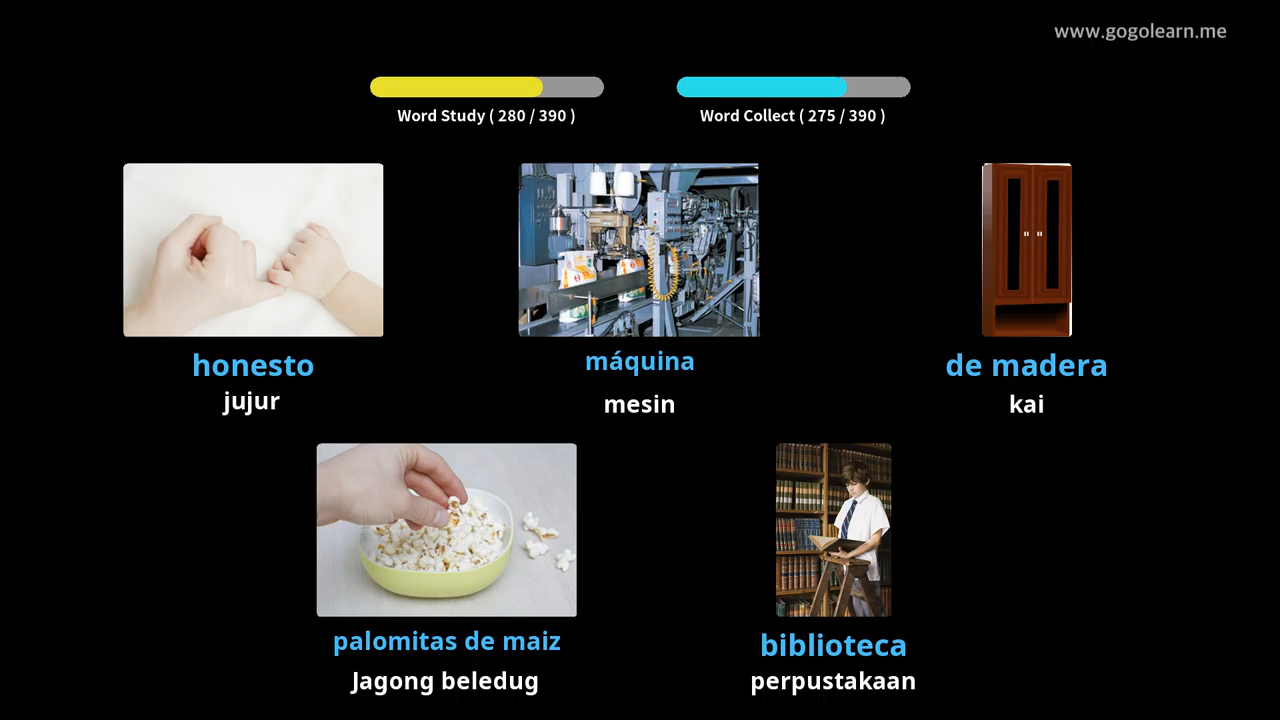 www.gogolearn.me
Word Study ( 280 / 390 )
Word Collect ( 275 / 390 )
honesto
jujur
máquina
mesin
de madera
kai
palomitas de maiz
Jagong beledug
biblioteca
perpustakaan